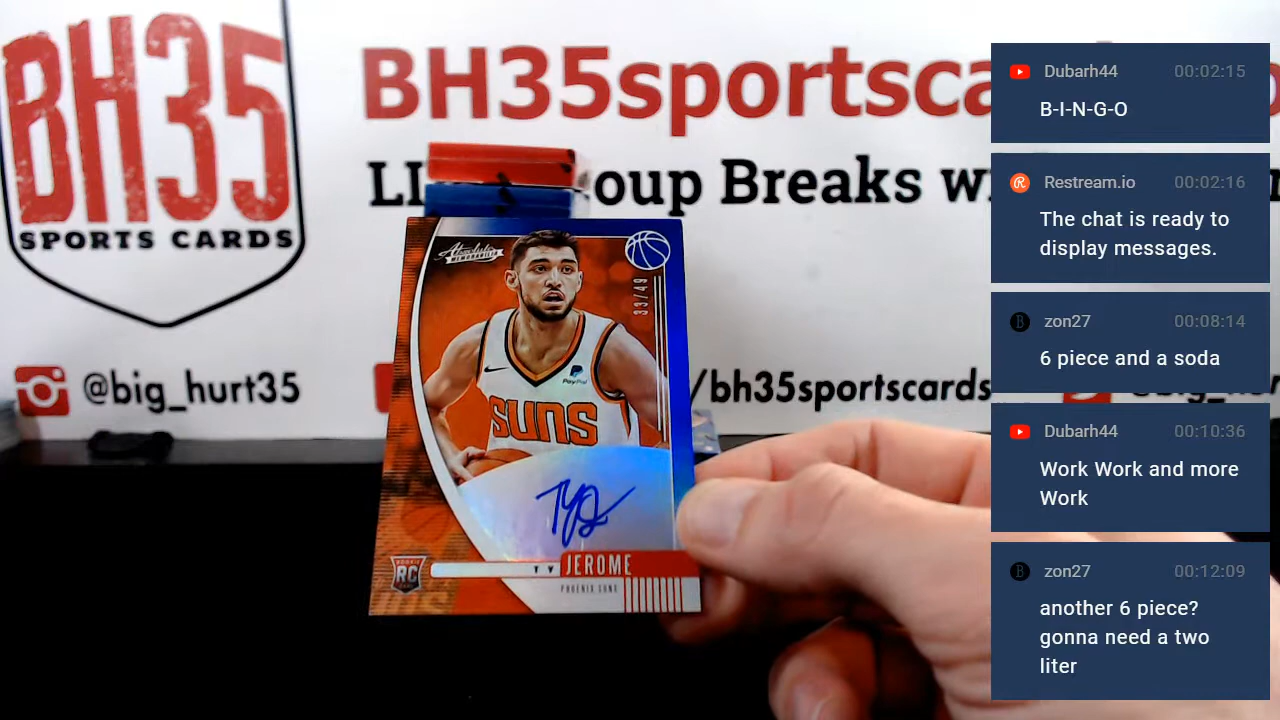 BH35
SPORTS CARDS
BH35sportsca
LI
oup Breaks w
@big_hurt35
/bh35sportscards
Absolute
MEMORABILIA
33/49
PayPal
SUNS
RC
TY
JEROME
PHOENIX SUNS
Dubarh44 00:02:15
B-I-N-G-O
Restream.io 00:02:16
The chat is ready to
display messages.
zon27 00:08:14
6 piece and a soda
Dubarh44 00:10:36
Work Work and more
Work
zon27 00:12:09
another 6 piece?
gonna need a two
liter